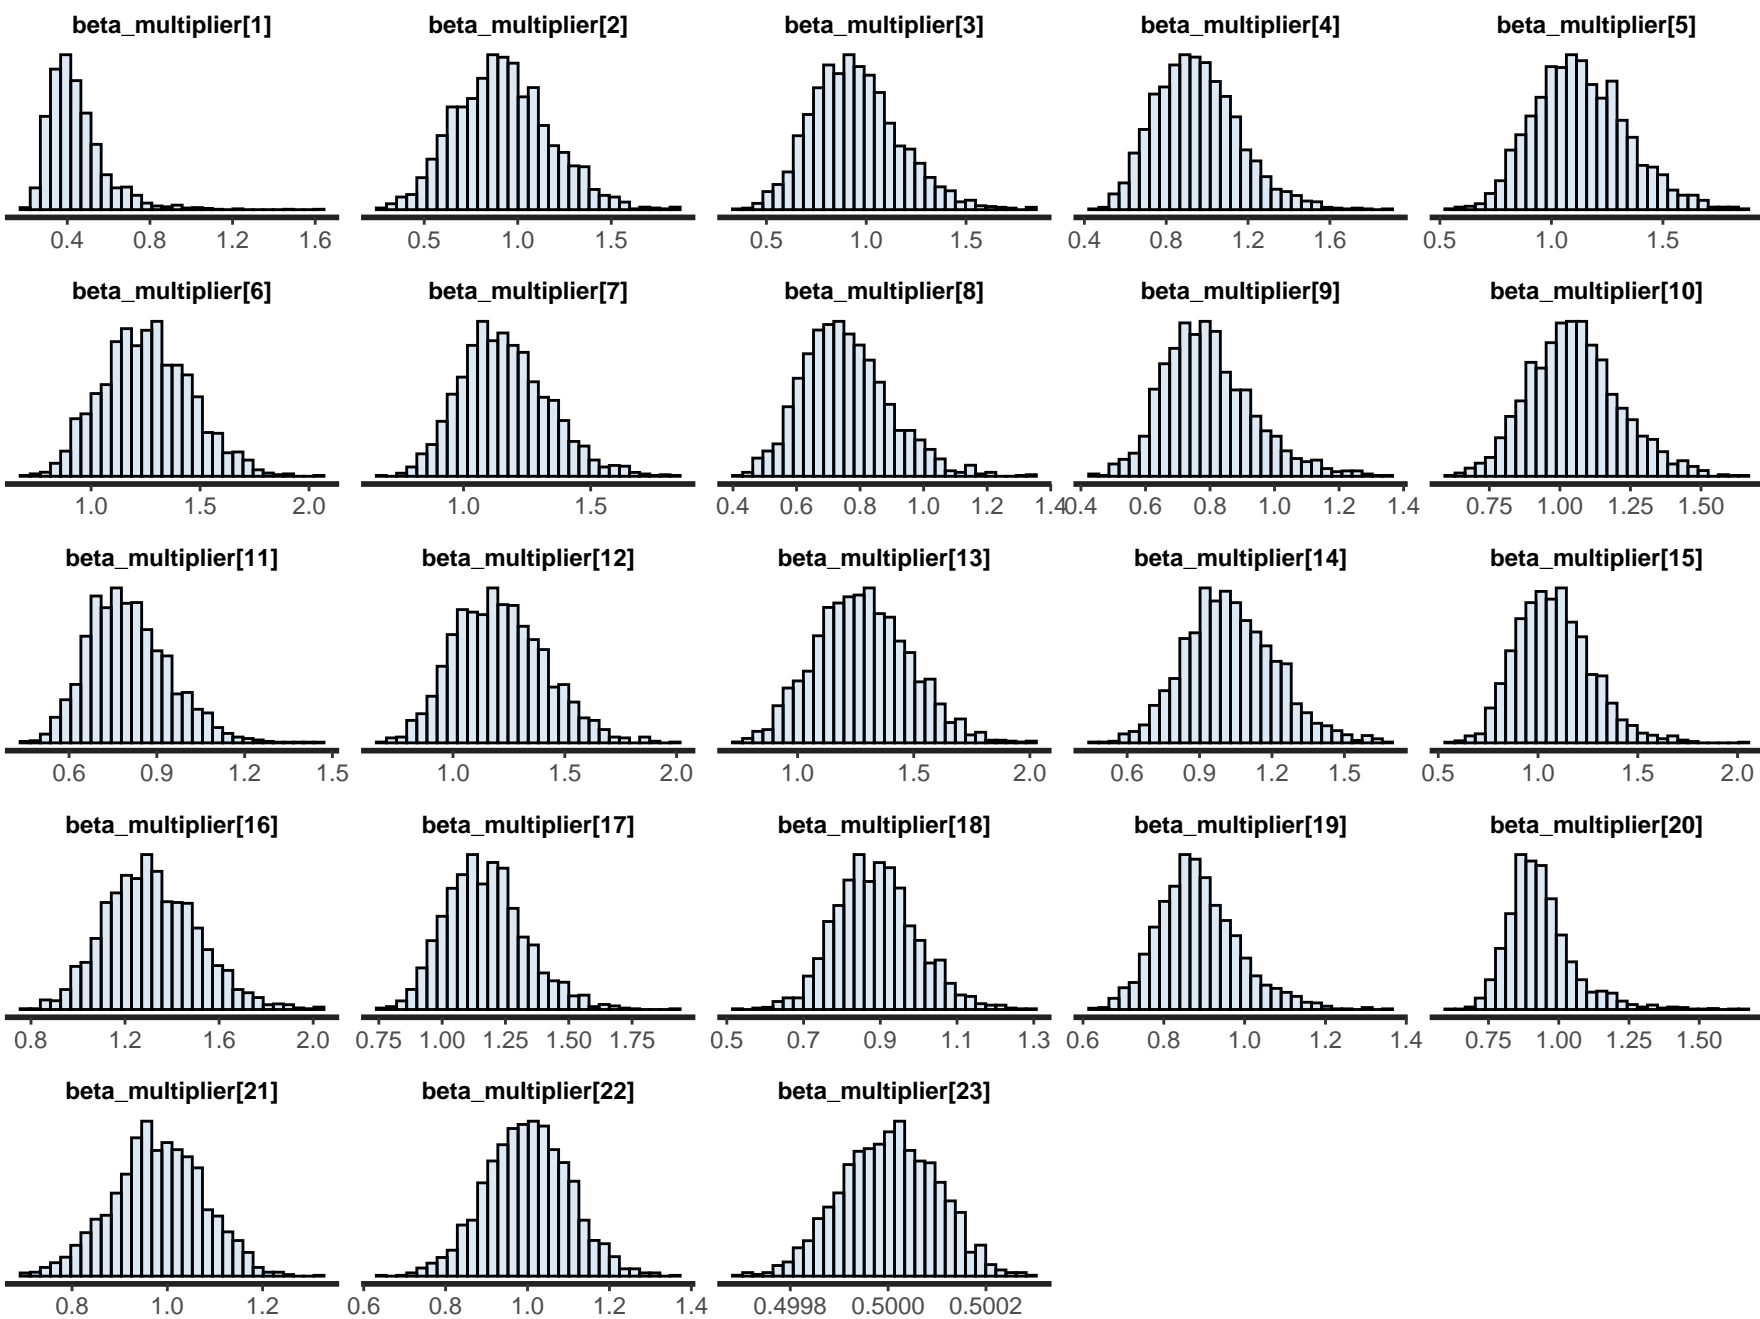 beta_multiplier[1] beta_multiplier[2] beta_multiplier[3] beta_multiplier[4] beta_multiplier[5]
0.4 0.8 1.2 1.6 0.5 1.0 1.5 0.5 1.0 1.5 0.4 0.8 1.2 1.6 0.5 1.0 1.5
beta_multiplier[6] beta_multiplier[7] beta_multiplier[8] beta_multiplier[9] beta_multiplier[10]
1.0 1.5 2.0 1.0 1.5 0.4 0.6 0.8 1.0 1.2 1.4 0.4 0.6 0.8 1.0 1.2 1.4 0.75 1.00 1.25 1.50
beta_multiplier[11] beta_multiplier[12] beta_multiplier[13] beta_multiplier[14] beta_multiplier[15]
0.6 0.9 1.2 1.5 1.0 1.5 2.0 1.0 1.5 2.0 0.6 0.9 1.2 1.5 0.5 1.0 1.5 2.0
beta_multiplier[16] beta_multiplier[17] beta_multiplier[18] beta_multiplier[19] beta_multiplier[20]
0.8 1.2 1.6 2.0 0.75 1.00 1.25 1.50 1.75 0.5 0.7 0.9 1.1 1.3 0.6 0.8 1.0 1.2 1.4 0.75 1.00 1.25 1.50
beta_multiplier[21] beta_multiplier[22] beta_multiplier[23]
0.8 1.0 1.2 0.6 0.8 1.0 1.2 1.4 0.4998 0.5000 0.5002